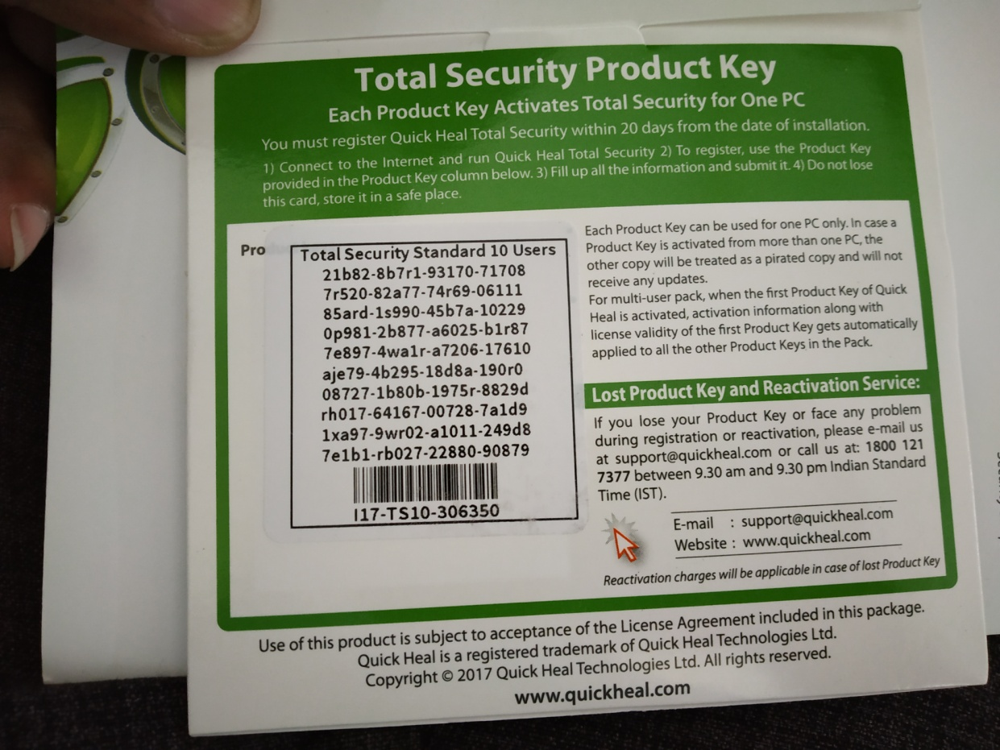 Total Security Product Key
Each Product Key Activates Total Security for One PC
You must register Quick Heal Total Security within 20 days from the date of installation.
1) Connect to the Internet and run Quick Heal Total Security 2) To register, use the Product Key
provided in the Product Key column below. 3) Fill up all the information and submit it. 4) Do not lose
this card, store it in a safe place.
Pro
Total Security Standard 10 Users
21b82-8b7r1-93170-71708
7r520-82a77-74r69-06111
85ard-1s990-45b7a-10229
0p981-2b877-a6025-b1r87
7e897-4wa1r-a7206-17610
aje79-4b295-18d8a-190r0
08727-1b80b-1975r-8829d
rh017-64167-00728-7a1d9
1xa97-9wr02-a1011-249d8
7e1b1-rb027-22880-90879
I17-TS10-306350
Each Product Key can be used for one PC only. In case a
Product Key is activated from more than one PC, the
other copy will be treated as a pirated copy and will not
receive any updates.
For multi-user pack, when the first Product Key of Quick
Heal is activated, activation information along with
license validity of the first Product Key gets automatically
applied to all the other Product Keys in the Pack.
Lost Product Key and Reactivation Service:
If you lose your Product Key or face any problem
during registration or reactivation, please e-mail us
at support@quickheal.com or call us at: 1800 121
7377 between 9.30 am and 9.30 pm Indian Standard
Time (IST).
E-mail : support@quickheal.com
Website : www.quickheal.com
Reactivation charges will be applicable in case of lost Product Key
Use of this product is subject to acceptance of the License Agreement included in this package.
Quick Heal is a registered trademark of Quick Heal Technologies Ltd.
Copyright © 2017 Quick Heal Technologies Ltd. All rights reserved.
www.quickheal.com